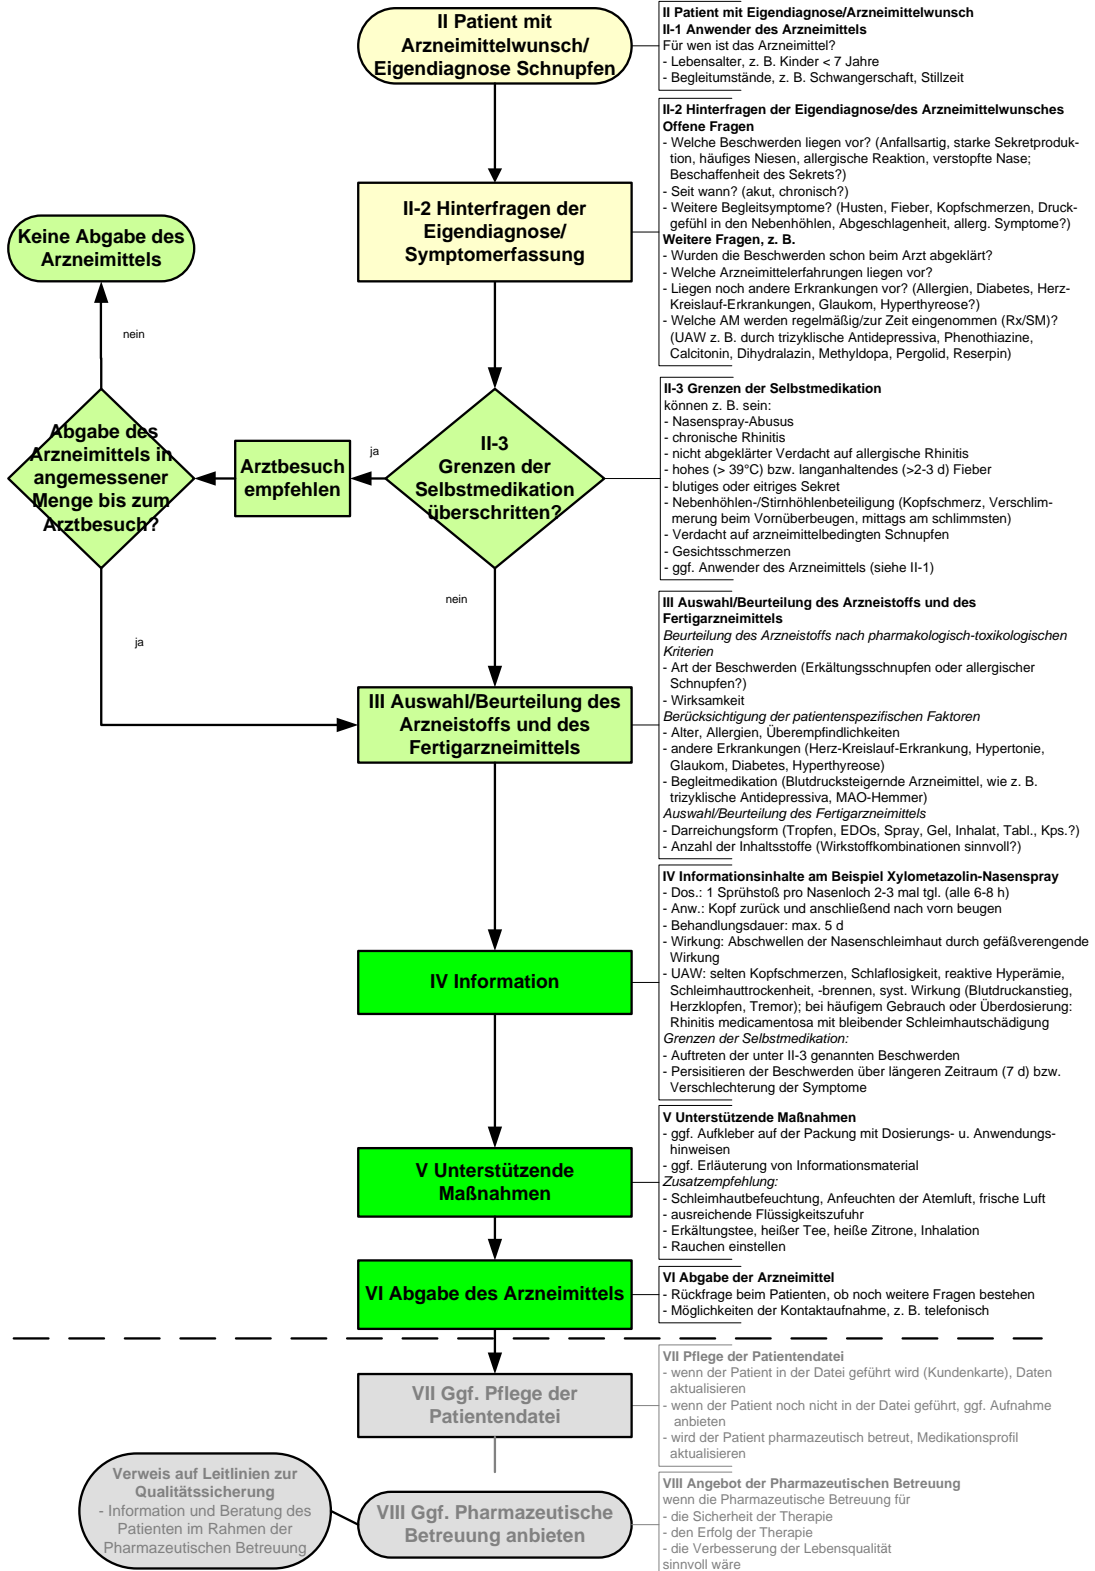 II Patient mit
Arzneimittelwunsch/
Eigendiagnose Schnupfen
II Patient mit Eigendiagnose/Arzneimittelwunsch
II-1 Anwender des Arzneimittels
Für wen ist das Arzneimittel?
- Lebensalter, z. B. Kinder < 7 Jahre
- Begleitumstände, z. B. Schwangerschaft, Stillzeit
II-2 Hinterfragen der
Eigendiagnose/
Symptomerfassung
II-2 Hinterfragen der Eigendiagnose/des Arzneimittelwunsches
Offene Fragen
- Welche Beschwerden liegen vor? (Anfallsartig, starke Sekretproduk-
tion, häufiges Niesen, allergische Reaktion, verstopfte Nase;
Beschaffenheit des Sekrets?)
- Seit wann? (akut, chronisch?)
- Weitere Begleitsymptome? (Husten, Fieber, Kopfschmerzen, Druck-
gefühl in den Nebenhöhlen, Abgeschlagenheit, allerg. Symptome?)
Weitere Fragen, z. B.
- Wurden die Beschwerden schon beim Arzt abgeklärt?
- Welche Arzneimittelerfahrungen liegen vor?
- Liegen noch andere Erkrankungen vor? (Allergien, Diabetes, Herz-
Kreislauf-Erkrankungen, Glaukom, Hyperthyreose?)
- Welche AM werden regelmäßig/zur Zeit eingenommen (Rx/SM)?
(UAW z. B. durch trizyklische Antidepressiva, Phenothiazine,
Calcitonin, Dihydralazin, Methyldopa, Pergolid, Reserpin)
Keine Abgabe des
Arzneimittels
nein
Abgabe des
Arzneimittels in
angemessener
Menge bis zum
Arztbesuch?
ja
Arztbesuch
empfehlen
ja
II-3
Grenzen der
Selbstmedikation
überschritten?
nein
II-3 Grenzen der Selbstmedikation
können z. B. sein:
- Nasenspray-Abusus
- chronische Rhinitis
- nicht abgeklärter Verdacht auf allergische Rhinitis
- hohes (> 39°C) bzw. langanhaltendes (>2-3 d) Fieber
- blutiges oder eitriges Sekret
- Nebenhöhlen-/Stirnhöhlenbeteiligung (Kopfschmerz, Verschlim-
merung beim Vornüberbeugen, mittags am schlimmsten)
- Verdacht auf arzneimittelbedingten Schnupfen
- Gesichtsschmerzen
- ggf. Anwender des Arzneimittels (siehe II-1)
III Auswahl/Beurteilung des
Arzneistoffs und des
Fertigarzneimittels
III Auswahl/Beurteilung des Arzneistoffs und des
Fertigarzneimittels
Beurteilung des Arzneistoffs nach pharmakologisch-toxikologischen
Kriterien
- Art der Beschwerden (Erkältungsschnupfen oder allergischer
Schnupfen?)
- Wirksamkeit
Berücksichtigung der patientenspezifischen Faktoren
- Alter, Allergien, Überempfindlichkeiten
- andere Erkrankungen (Herz-Kreislauf-Erkrankung, Hypertonie,
Glaukom, Diabetes, Hyperthyreose)
- Begleitmedikation (Blutdrucksteigernde Arzneimittel, wie z. B.
trizyklische Antidepressiva, MAO-Hemmer)
Auswahl/Beurteilung des Fertigarzneimittels
- Darreichungsform (Tropfen, EDOs, Spray, Gel, Inhalat, Tabl., Kps.?)
- Anzahl der Inhaltsstoffe (Wirkstoffkombinationen sinnvoll?)
IV Information
IV Informationsinhalte am Beispiel Xylometazolin-Nasenspray
- Dos.: 1 Sprühstoß pro Nasenloch 2-3 mal tgl. (alle 6-8 h)
- Anw.: Kopf zurück und anschließend nach vorn beugen
- Behandlungsdauer: max. 5 d
- Wirkung: Abschwellen der Nasenschleimhaut durch gefäßverengende
Wirkung
- UAW: selten Kopfschmerzen, Schlaflosigkeit, reaktive Hyperämie,
Schleimhauttrockenheit, -brennen, syst. Wirkung (Blutdruckanstieg,
Herzklopfen, Tremor); bei häufigem Gebrauch oder Überdosierung:
Rhinitis medicamentosa mit bleibender Schleimhautschädigung
Grenzen der Selbstmedikation:
- Auftreten der unter II-3 genannten Beschwerden
- Persisitieren der Beschwerden über längeren Zeitraum (7 d) bzw.
Verschlechterung der Symptome
V Unterstützende
Maßnahmen
V Unterstützende Maßnahmen
- ggf. Aufkleber auf der Packung mit Dosierungs- u. Anwendungs-
hinweisen
- ggf. Erläuterung von Informationsmaterial
Zusatzempfehlung:
- Schleimhautbefeuchtung, Anfeuchten der Atemluft, frische Luft
- ausreichende Flüssigkeitszufuhr
- Erkältungstee, heißer Tee, heiße Zitrone, Inhalation
- Rauchen einstellen
VI Abgabe des Arzneimittels
VI Abgabe der Arzneimittel
- Rückfrage beim Patienten, ob noch weitere Fragen bestehen
- Möglichkeiten der Kontaktaufnahme, z. B. telefonisch
VII Ggf. Pflege der
Patientendatei
VII Pflege der Patientendatei
- wenn der Patient in der Datei geführt wird (Kundenkarte), Daten
aktualisieren
- wenn der Patient noch nicht in der Datei geführt, ggf. Aufnahme
anbieten
- wird der Patient pharmazeutisch betreut, Medikationsprofil
aktualisieren
Verweis auf Leitlinien zur
Qualitätssicherung
- Information und Beratung des
Patienten im Rahmen der
Pharmazeutischen Betreuung
VIII Ggf. Pharmazeutische
Betreuung anbieten
VIII Angebot der Pharmazeutischen Betreuung
wenn die Pharmazeutische Betreuung für
- die Sicherheit der Therapie
- den Erfolg der Therapie
- die Verbesserung der Lebensqualität
sinnvoll wäre